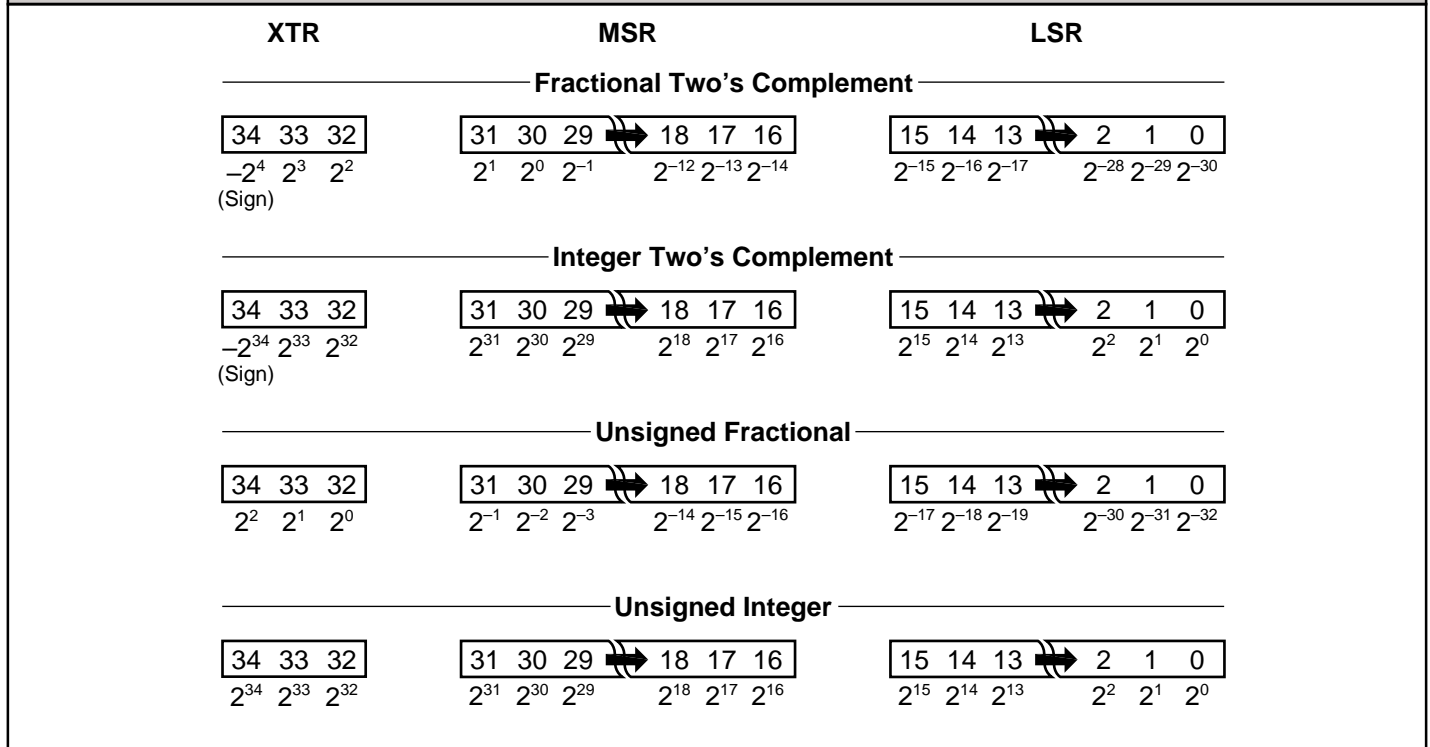 XTR MSR LSR
Fractional Two’s Complement
34 33 32 31 30 29 18 17 16 15 14 13 2 1 0
–2⁴ 2³ 2² 2¹ 2⁰ 2⁻¹ 2⁻¹² 2⁻¹³ 2⁻¹⁴ 2⁻¹⁵ 2⁻¹⁶ 2⁻¹⁷ 2⁻²⁸ 2⁻²⁹ 2⁻³⁰
(Sign)
Integer Two’s Complement
34 33 32 31 30 29 18 17 16 15 14 13 2 1 0
–2³⁴ 2³³ 2³² 2³¹ 2³⁰ 2²⁹ 2¹⁸ 2¹⁷ 2¹⁶ 2¹⁵ 2¹⁴ 2¹³ 2² 2¹ 2⁰
(Sign)
Unsigned Fractional
34 33 32 31 30 29 18 17 16 15 14 13 2 1 0
2² 2¹ 2⁰ 2⁻¹ 2⁻² 2⁻³ 2⁻¹⁴ 2⁻¹⁵ 2⁻¹⁶ 2⁻¹⁷ 2⁻¹⁸ 2⁻¹⁹ 2⁻³⁰ 2⁻³¹ 2⁻³²
Unsigned Integer
34 33 32 31 30 29 18 17 16 15 14 13 2 1 0
2³⁴ 2³³ 2³² 2³¹ 2³⁰ 2²⁹ 2¹⁸ 2¹⁷ 2¹⁶ 2¹⁵ 2¹⁴ 2¹³ 2² 2¹ 2⁰